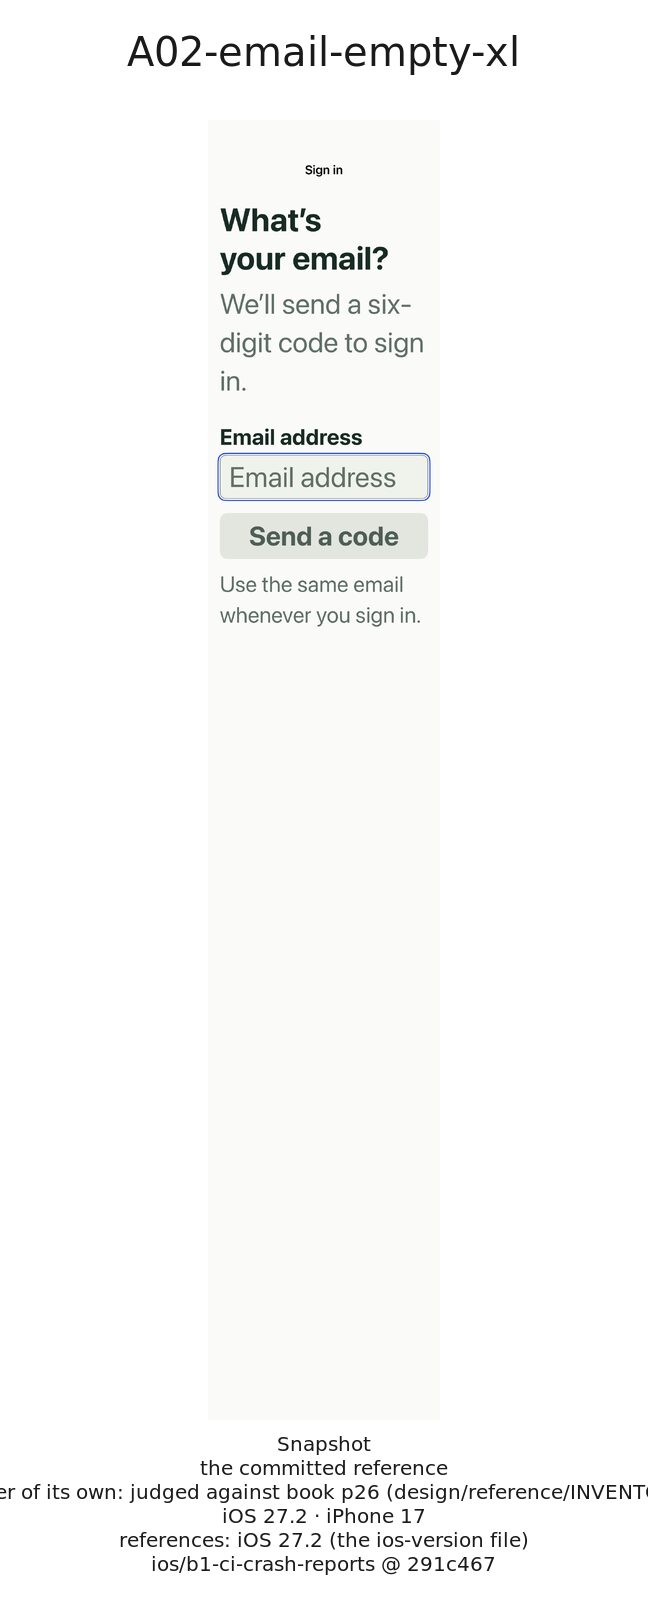 A02-email-empty-xl
Sign in
What’s
your email?
We’ll send a six-
digit code to sign
in.
Email address
Email address
Send a code
Use the same email
whenever you sign in.
Snapshot
the committed reference
of its own: judged against book p26 (design/reference/
iOS 27.2 · iPhone 17
references: iOS 27.2 (the ios-version file)
ios/b1-ci-crash-reports @ 291c467